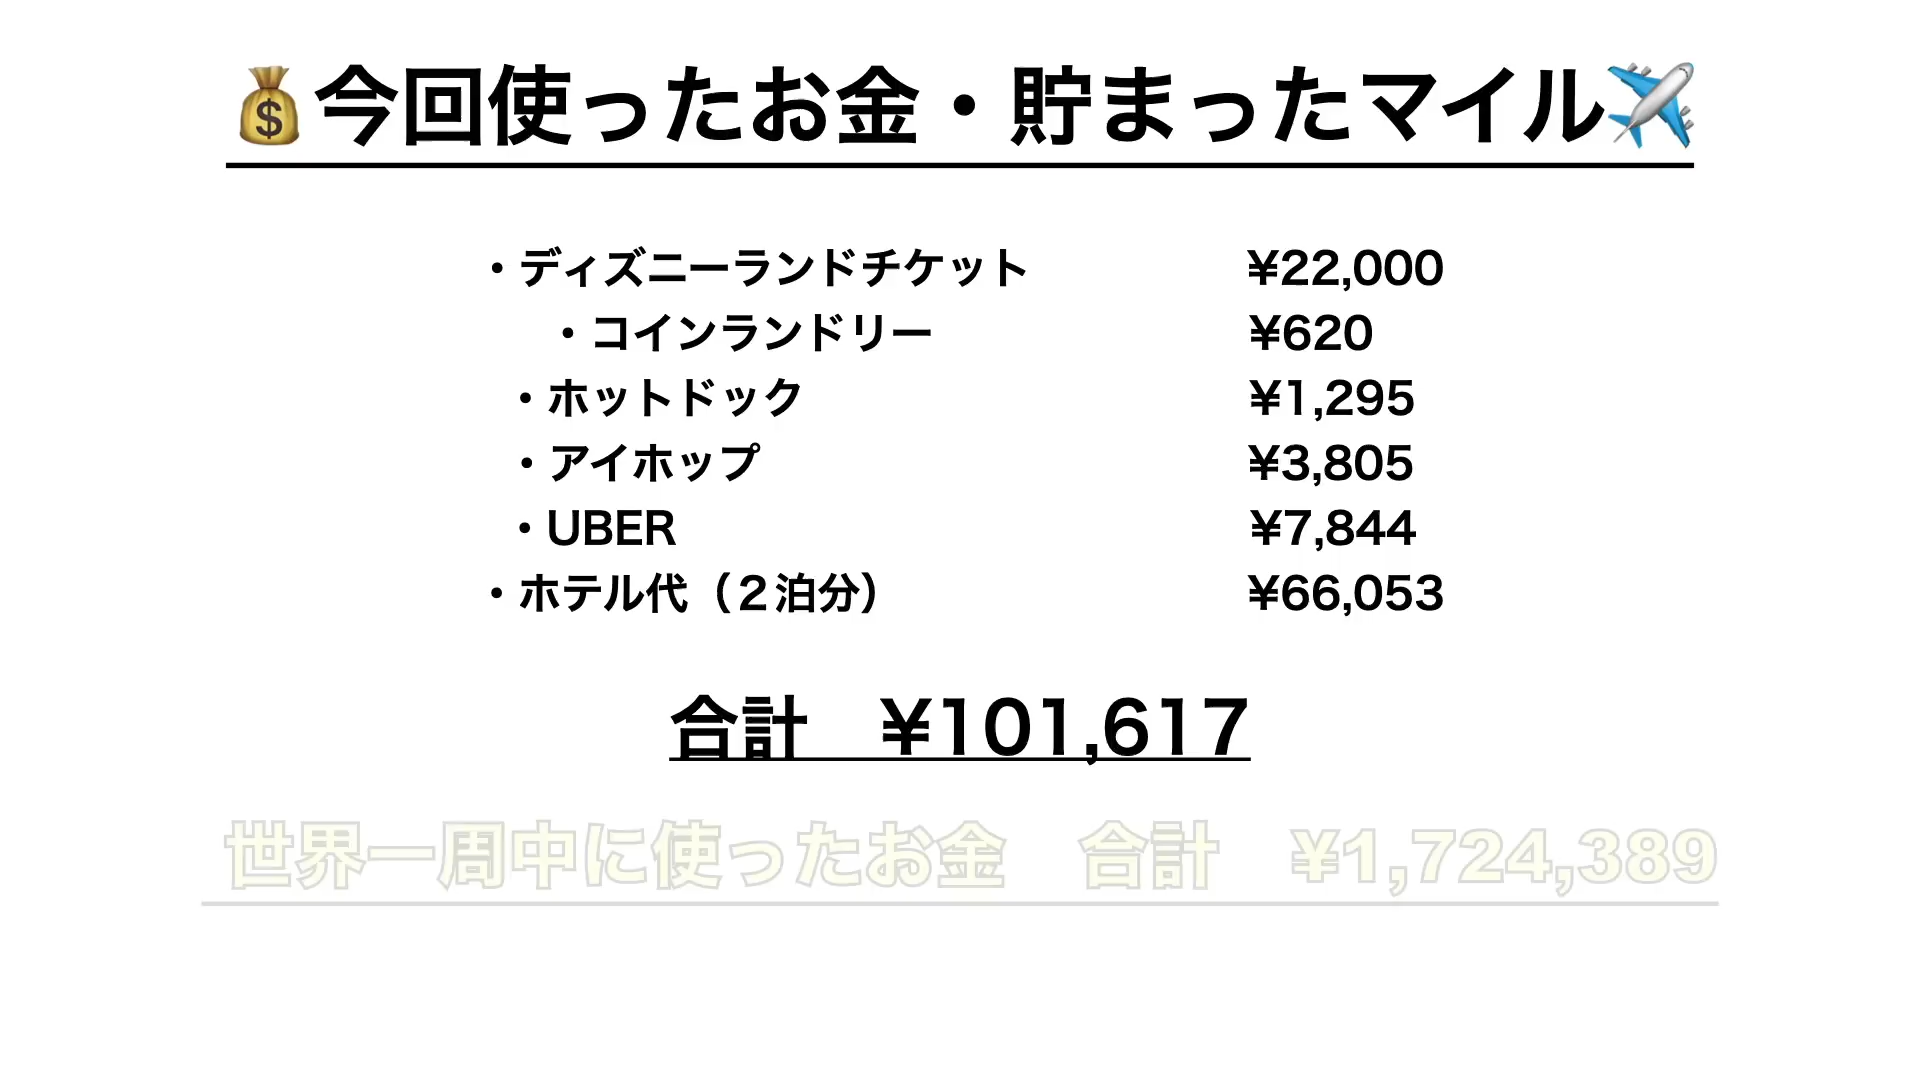 💰今回使ったお金・貯まったマイル✈️
・ディズニーランドチケット ¥22,000
・コインランドリー ¥620
・ホットドック ¥1,295
・アイホップ ¥3,805
・UBER ¥7,844
・ホテル代（２泊分） ¥66,053
合計　¥101,617
世界一周中に使ったお金　合計　¥1,724,389